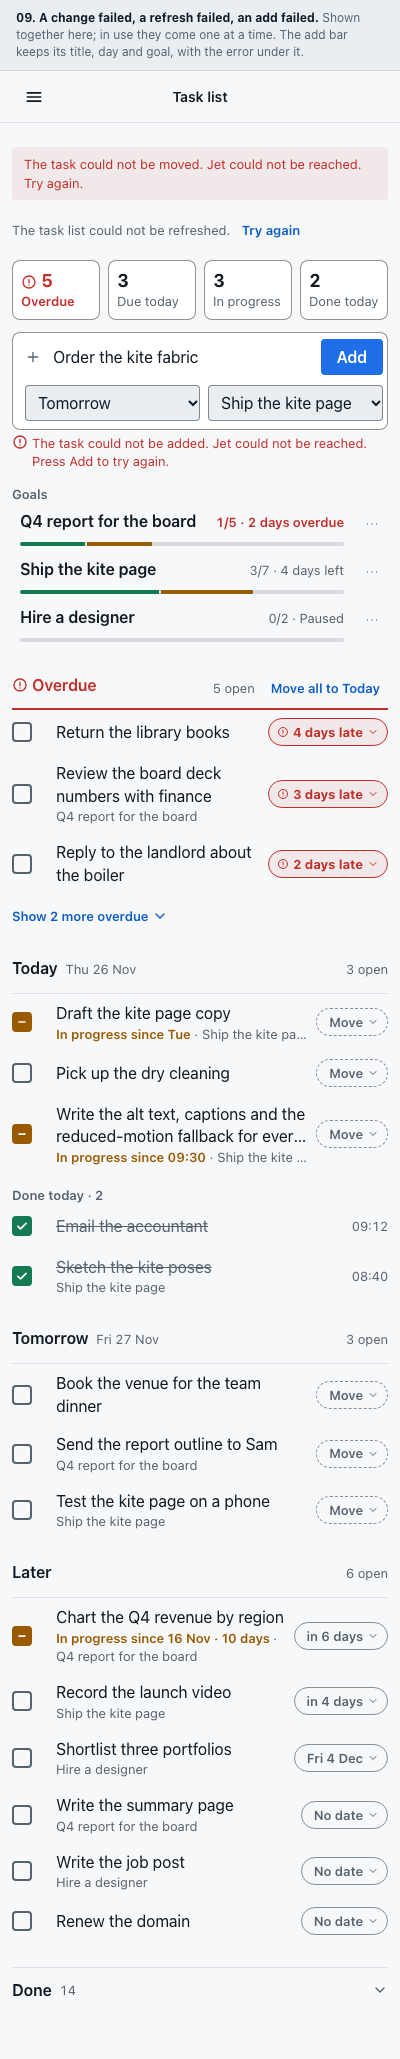 09. A change failed, a refresh failed, an add failed. Shown
together here; in use they come one at a time. The add bar
keeps its title, day and goal, with the error under it.
Task list
The task could not be moved. Jet could not be reached.
Try again.
The task list could not be refreshed. Try again
5
Overdue
3
Due today
3
In progress
2
Done today
Order the kite fabric
Add
Tomorrow
Ship the kite page
The task could not be added. Jet could not be reached.
Press Add to try again.
Goals
Q4 report for the board 1/5 · 2 days overdue ...
Ship the kite page 3/7 · 4 days left ...
Hire a designer 0/2 · Paused ...
Overdue 5 open Move all to Today
Return the library books 4 days late
Review the board deck
numbers with finance
Q4 report for the board
3 days late
Reply to the landlord about
the boiler
2 days late
Show 2 more overdue
Today Thu 26 Nov 3 open
Draft the kite page copy
In progress since Tue · Ship the kite pa...
Move
Pick up the dry cleaning Move
Write the alt text, captions and the
reduced-motion fallback for ever...
In progress since 09:30 · Ship the kite ...
Move
Done today · 2
Email the accountant 09:12
Sketch the kite poses
Ship the kite page
08:40
Tomorrow Fri 27 Nov 3 open
Book the venue for the team
dinner
Move
Send the report outline to Sam
Q4 report for the board
Move
Test the kite page on a phone
Ship the kite page
Move
Later 6 open
Chart the Q4 revenue by region
In progress since 16 Nov · 10 days ·
Q4 report for the board
in 6 days
Record the launch video
Ship the kite page
in 4 days
Shortlist three portfolios
Hire a designer
Fri 4 Dec
Write the summary page
Q4 report for the board
No date
Write the job post
Hire a designer
No date
Renew the domain No date
Done 14